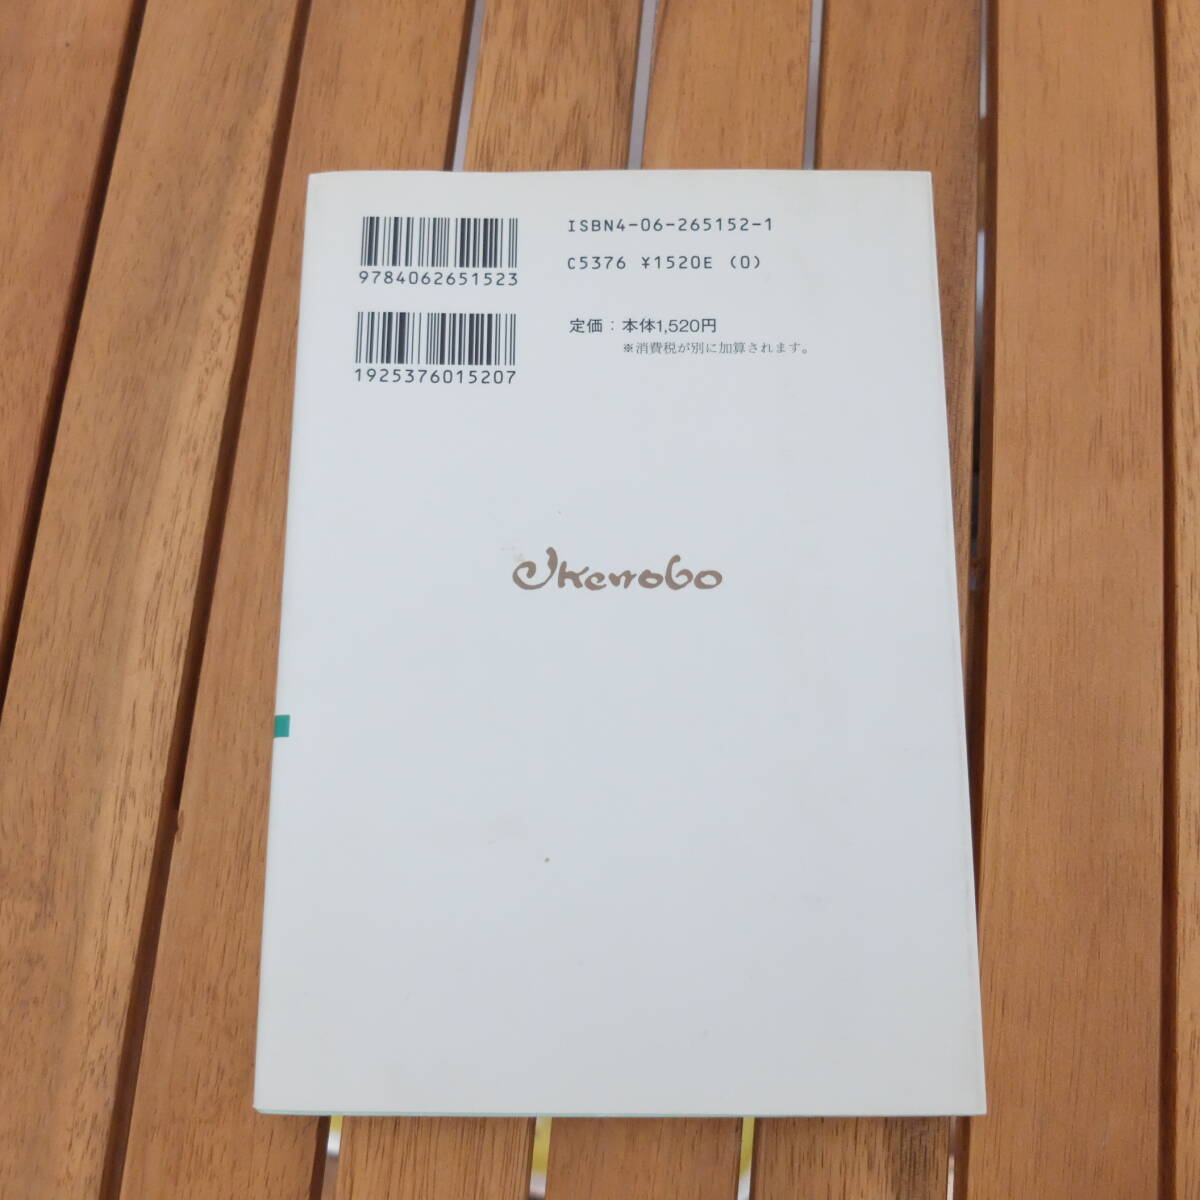 9784062651523
ISBN4-06-265152-1
C5376 ¥1520E (0)
1925376015207
定価：本体1,520円
※消費税が別に加算されます。
Ikenobo